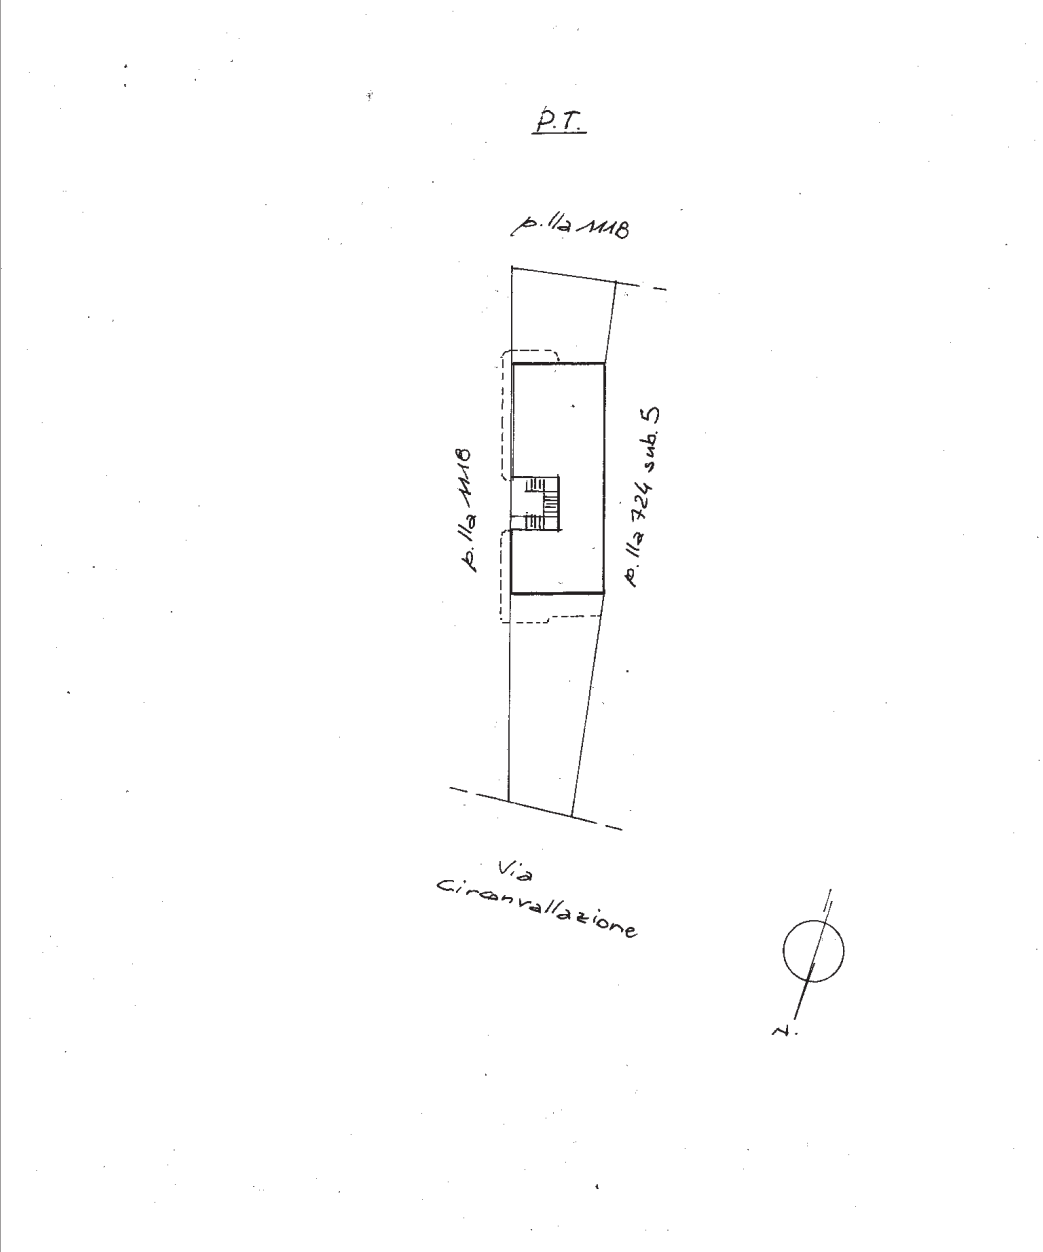 P.T.
p.lla 1118
p.lla 1118
p.lla 724 sub. 5
Via
Circonvallazione
N.